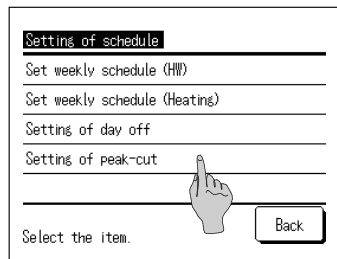 Setting of schedule
Set weekly schedule (HW)
Set weekly schedule (Heating)
Setting of day off
Setting of peak-cut
Select the item.
Back